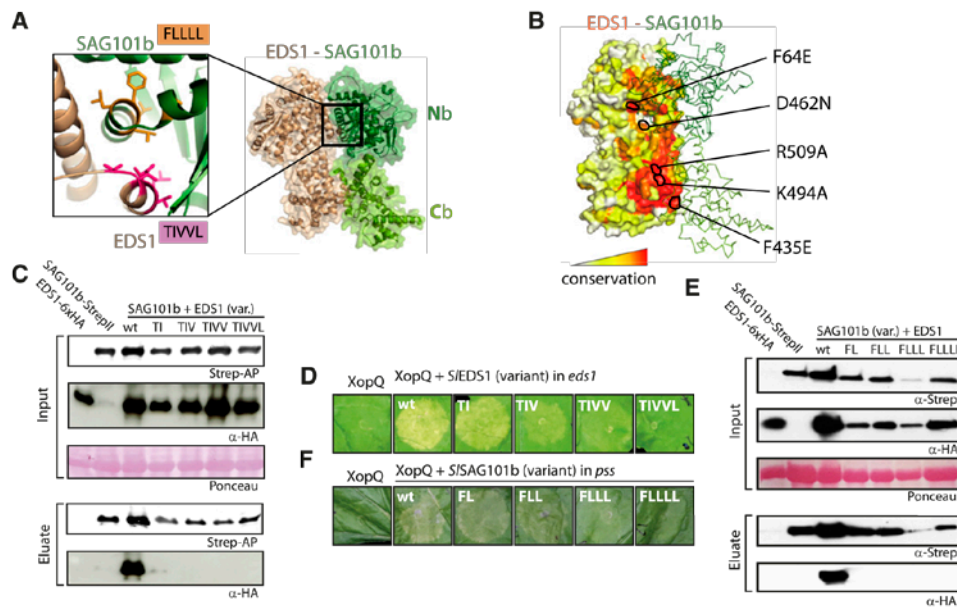 A
SAG101b FLLLL
EDS1 - SAG101b
Nb
Cb
EDS1 TIVVL
B
EDS1 - SAG101b
F64E
D462N
R509A
K494A
F435E
conservation
C
SAG101b-StrepII
EDS1-6xHA
SAG101b + EDS1 (var.)
wt TI TIV TIVV TIVVL
Input
Strep-AP
α-HA
Ponceau
Eluate
Strep-AP
α-HA
D
XopQ
XopQ + SlEDS1 (variant) in eds1
wt TI TIV TIVV TIVVL
F
XopQ
XopQ + SlSAG101b (variant) in pss
wt FL FLL FLLL FLLLL
E
SAG101b-StrepII
EDS1-6xHA
SAG101b (var.) + EDS1
wt FL FLL FLLL FLLLL
Input
α-Strep
α-HA
Ponceau
Eluate
α-Strep
α-HA